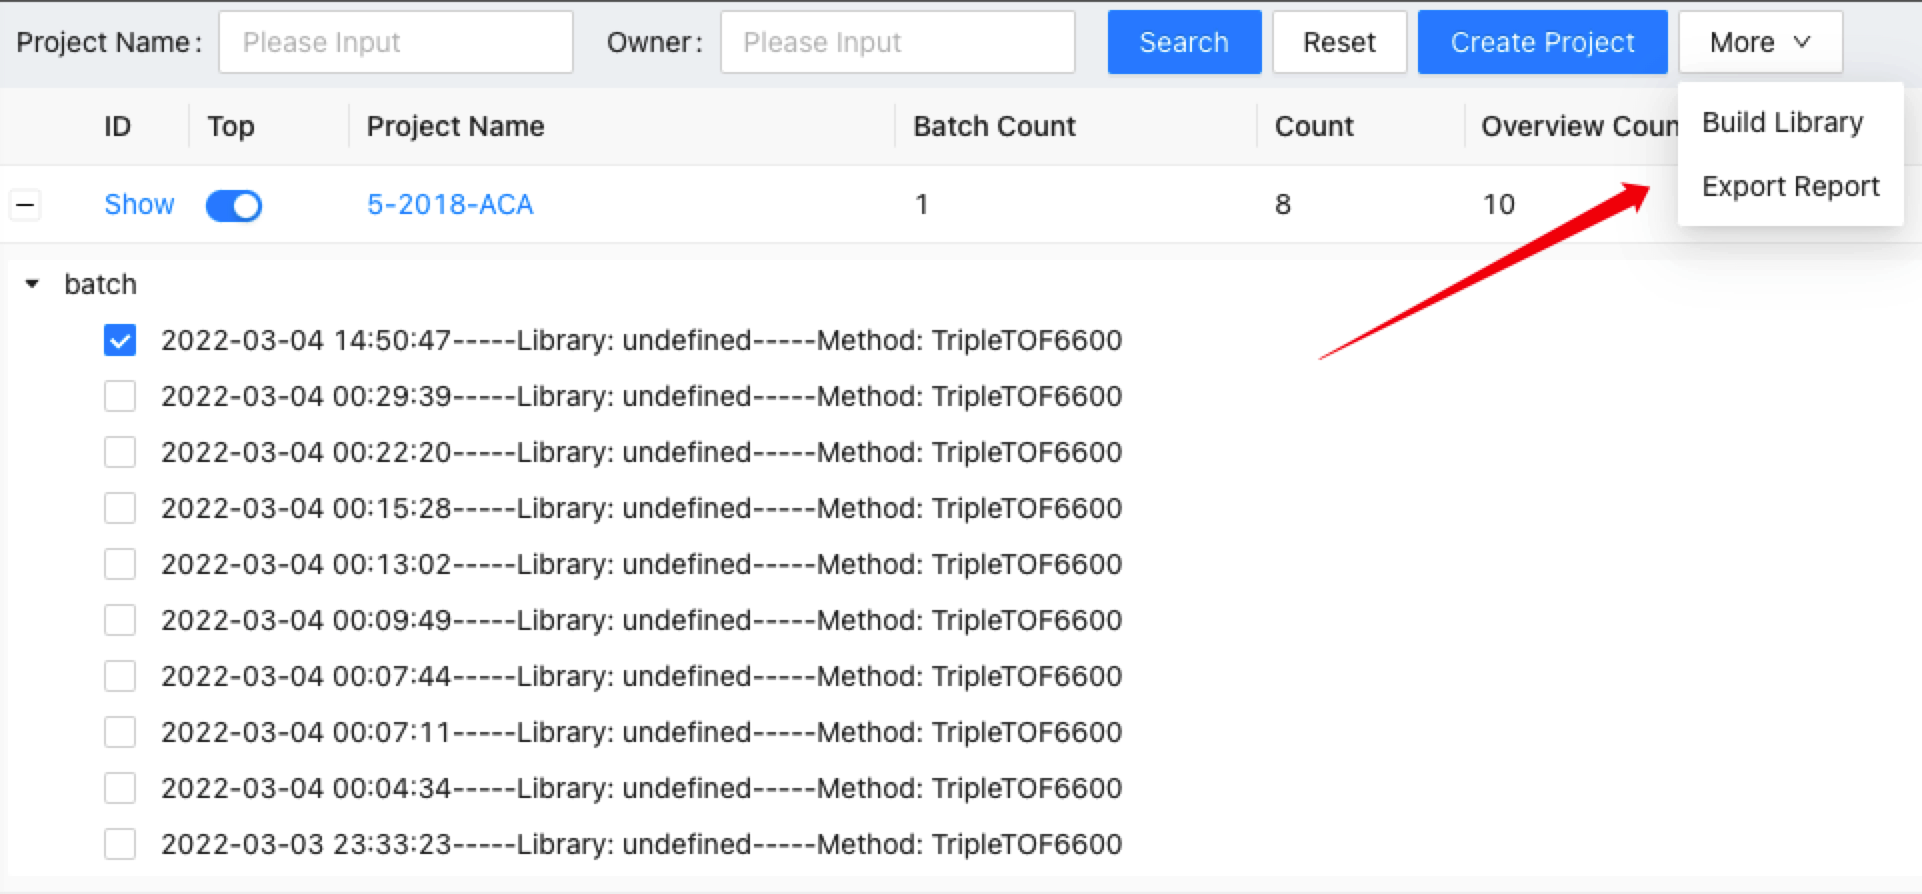 Project Name: Please Input Owner: Please Input Search Reset Create Project More
Build Library
Export Report
ID Top Project Name Batch Count Count Overview Coun
Show 5-2018-ACA 1 8 10
batch
2022-03-04 14:50:47-----Library: undefined-----Method: TripleTOF6600
2022-03-04 00:29:39-----Library: undefined-----Method: TripleTOF6600
2022-03-04 00:22:20-----Library: undefined-----Method: TripleTOF6600
2022-03-04 00:15:28-----Library: undefined-----Method: TripleTOF6600
2022-03-04 00:13:02-----Library: undefined-----Method: TripleTOF6600
2022-03-04 00:09:49-----Library: undefined-----Method: TripleTOF6600
2022-03-04 00:07:44-----Library: undefined-----Method: TripleTOF6600
2022-03-04 00:07:11-----Library: undefined-----Method: TripleTOF6600
2022-03-04 00:04:34-----Library: undefined-----Method: TripleTOF6600
2022-03-03 23:33:23-----Library: undefined-----Method: TripleTOF6600